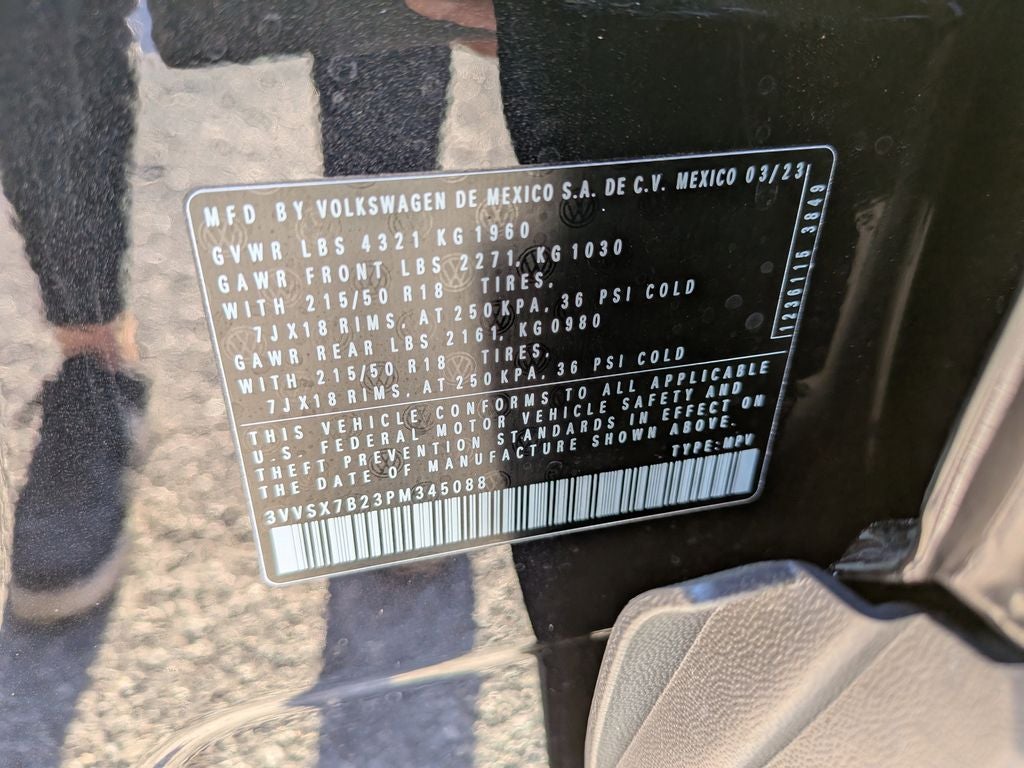 MFD BY VOLKSWAGEN DE MEXICO S.A. DE C.V. MEXICO 03/23
GVWR LBS 4321 KG 1960
GAWR FRONT LBS 2271, KG 1030
WITH 215/50 R18 TIRES.
7JX18 RIMS, AT 250 KPA, 36 PSI COLD
GAWR REAR LBS 2161, KG 0980
WITH 215/50 R18 TIRES,
7JX18 RIMS, AT 250 KPA, 36 PSI COLD
1296116 3849
THIS VEHICLE CONFORMS TO ALL APPLICABLE
U.S. FEDERAL MOTOR VEHICLE SAFETY AND
THEFT PREVENTION STANDARDS IN EFFECT ON
THE DATE OF MANUFACTURE SHOWN ABOVE.
TYPE: MPV
3VVSX7B23PM345088